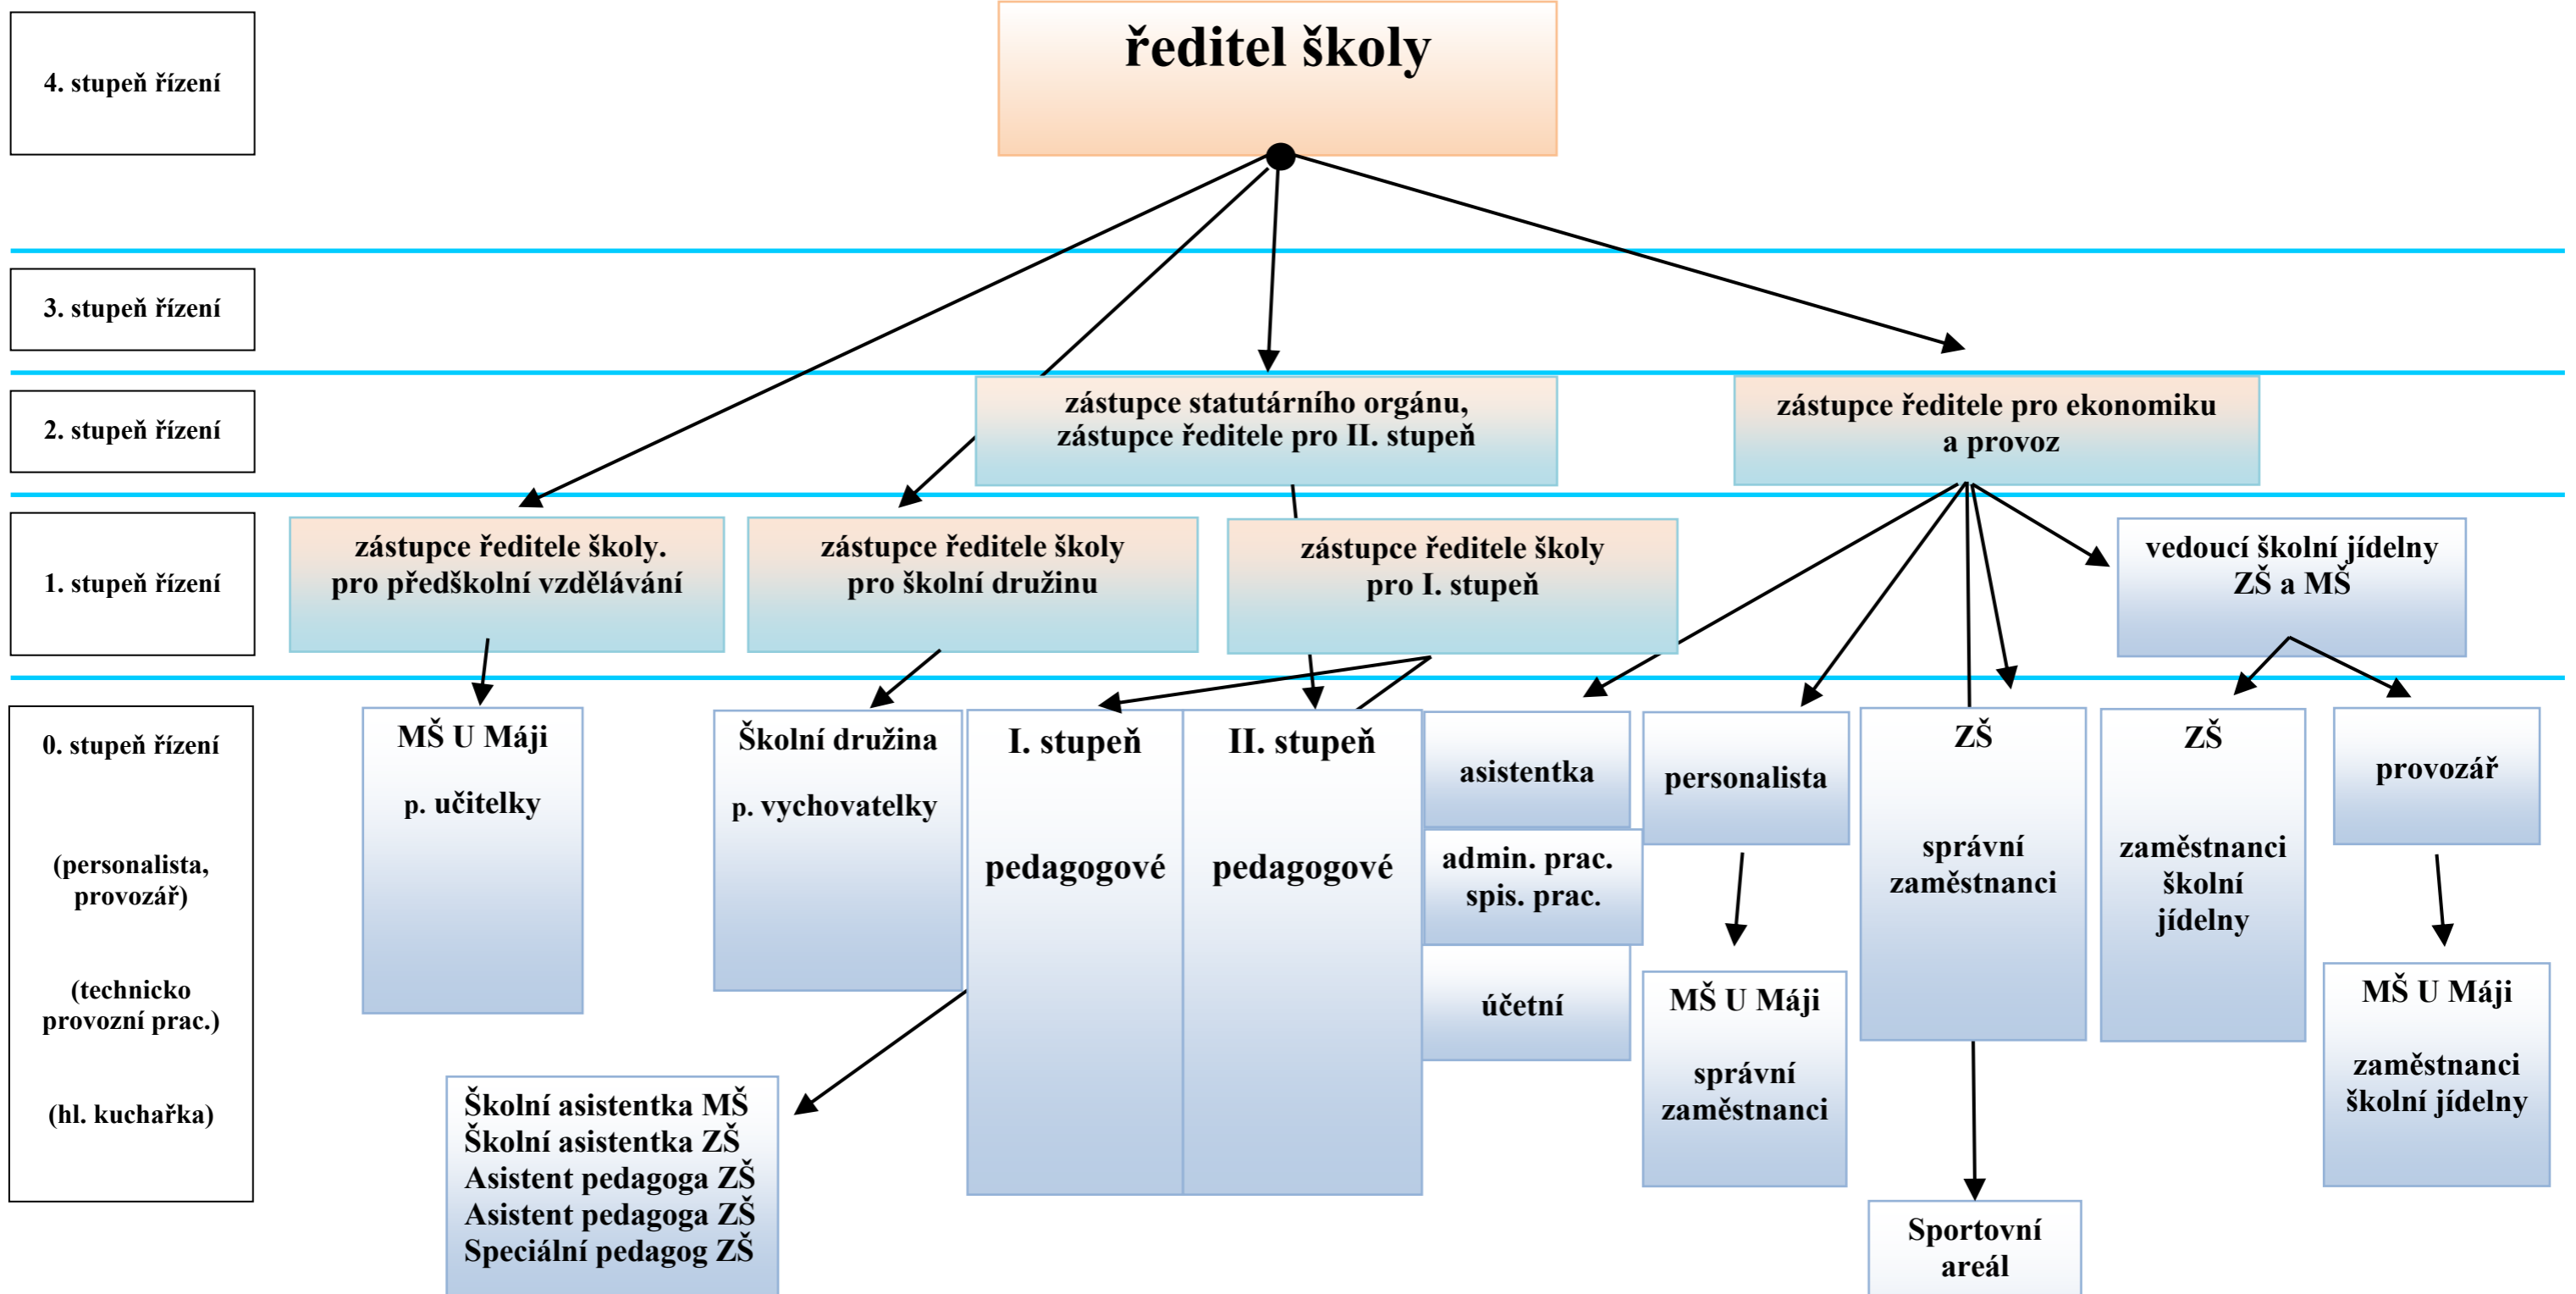 ředitel školy
4. stupeň řízení
3. stupeň řízení
2. stupeň řízení
zástupce statutárního orgánu,
zástupce ředitele pro II. stupeň
zástupce ředitele pro ekonomiku
a provoz
1. stupeň řízení
zástupce ředitele školy.
pro předškolní vzdělávání
zástupce ředitele školy
pro školní družinu
zástupce ředitele školy
pro I. stupeň
vedoucí školní jídelny
ZŠ a MŠ
0. stupeň řízení
(personalista,
provozář)
(technicko
provozní prac.)
(hl. kuchařka)
MŠ U Máji
p. učitelky
Školní družina
p. vychovatelky
I. stupeň
pedagogové
II. stupeň
pedagogové
asistentka
admin. prac.
spis. prac.
účetní
personalista
MŠ U Máji
správní
zaměstnanci
ZŠ
správní
zaměstnanci
ZŠ
zaměstnanci
školní
jídelny
provozář
MŠ U Máji
zaměstnanci
školní jídelny
Školní asistentka MŠ
Školní asistentka ZŠ
Asistent pedagoga ZŠ
Asistent pedagoga ZŠ
Speciální pedagog ZŠ
Sportovní
areál